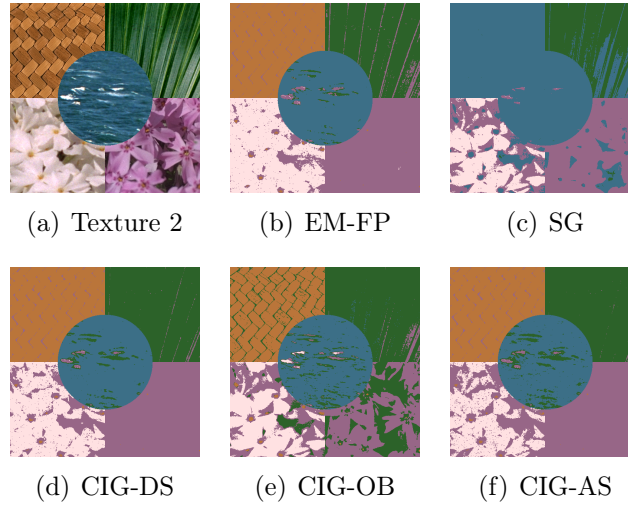 (a) Texture 2
(b) EM-FP
(c) SG
(d) CIG-DS
(e) CIG-OB
(f) CIG-AS